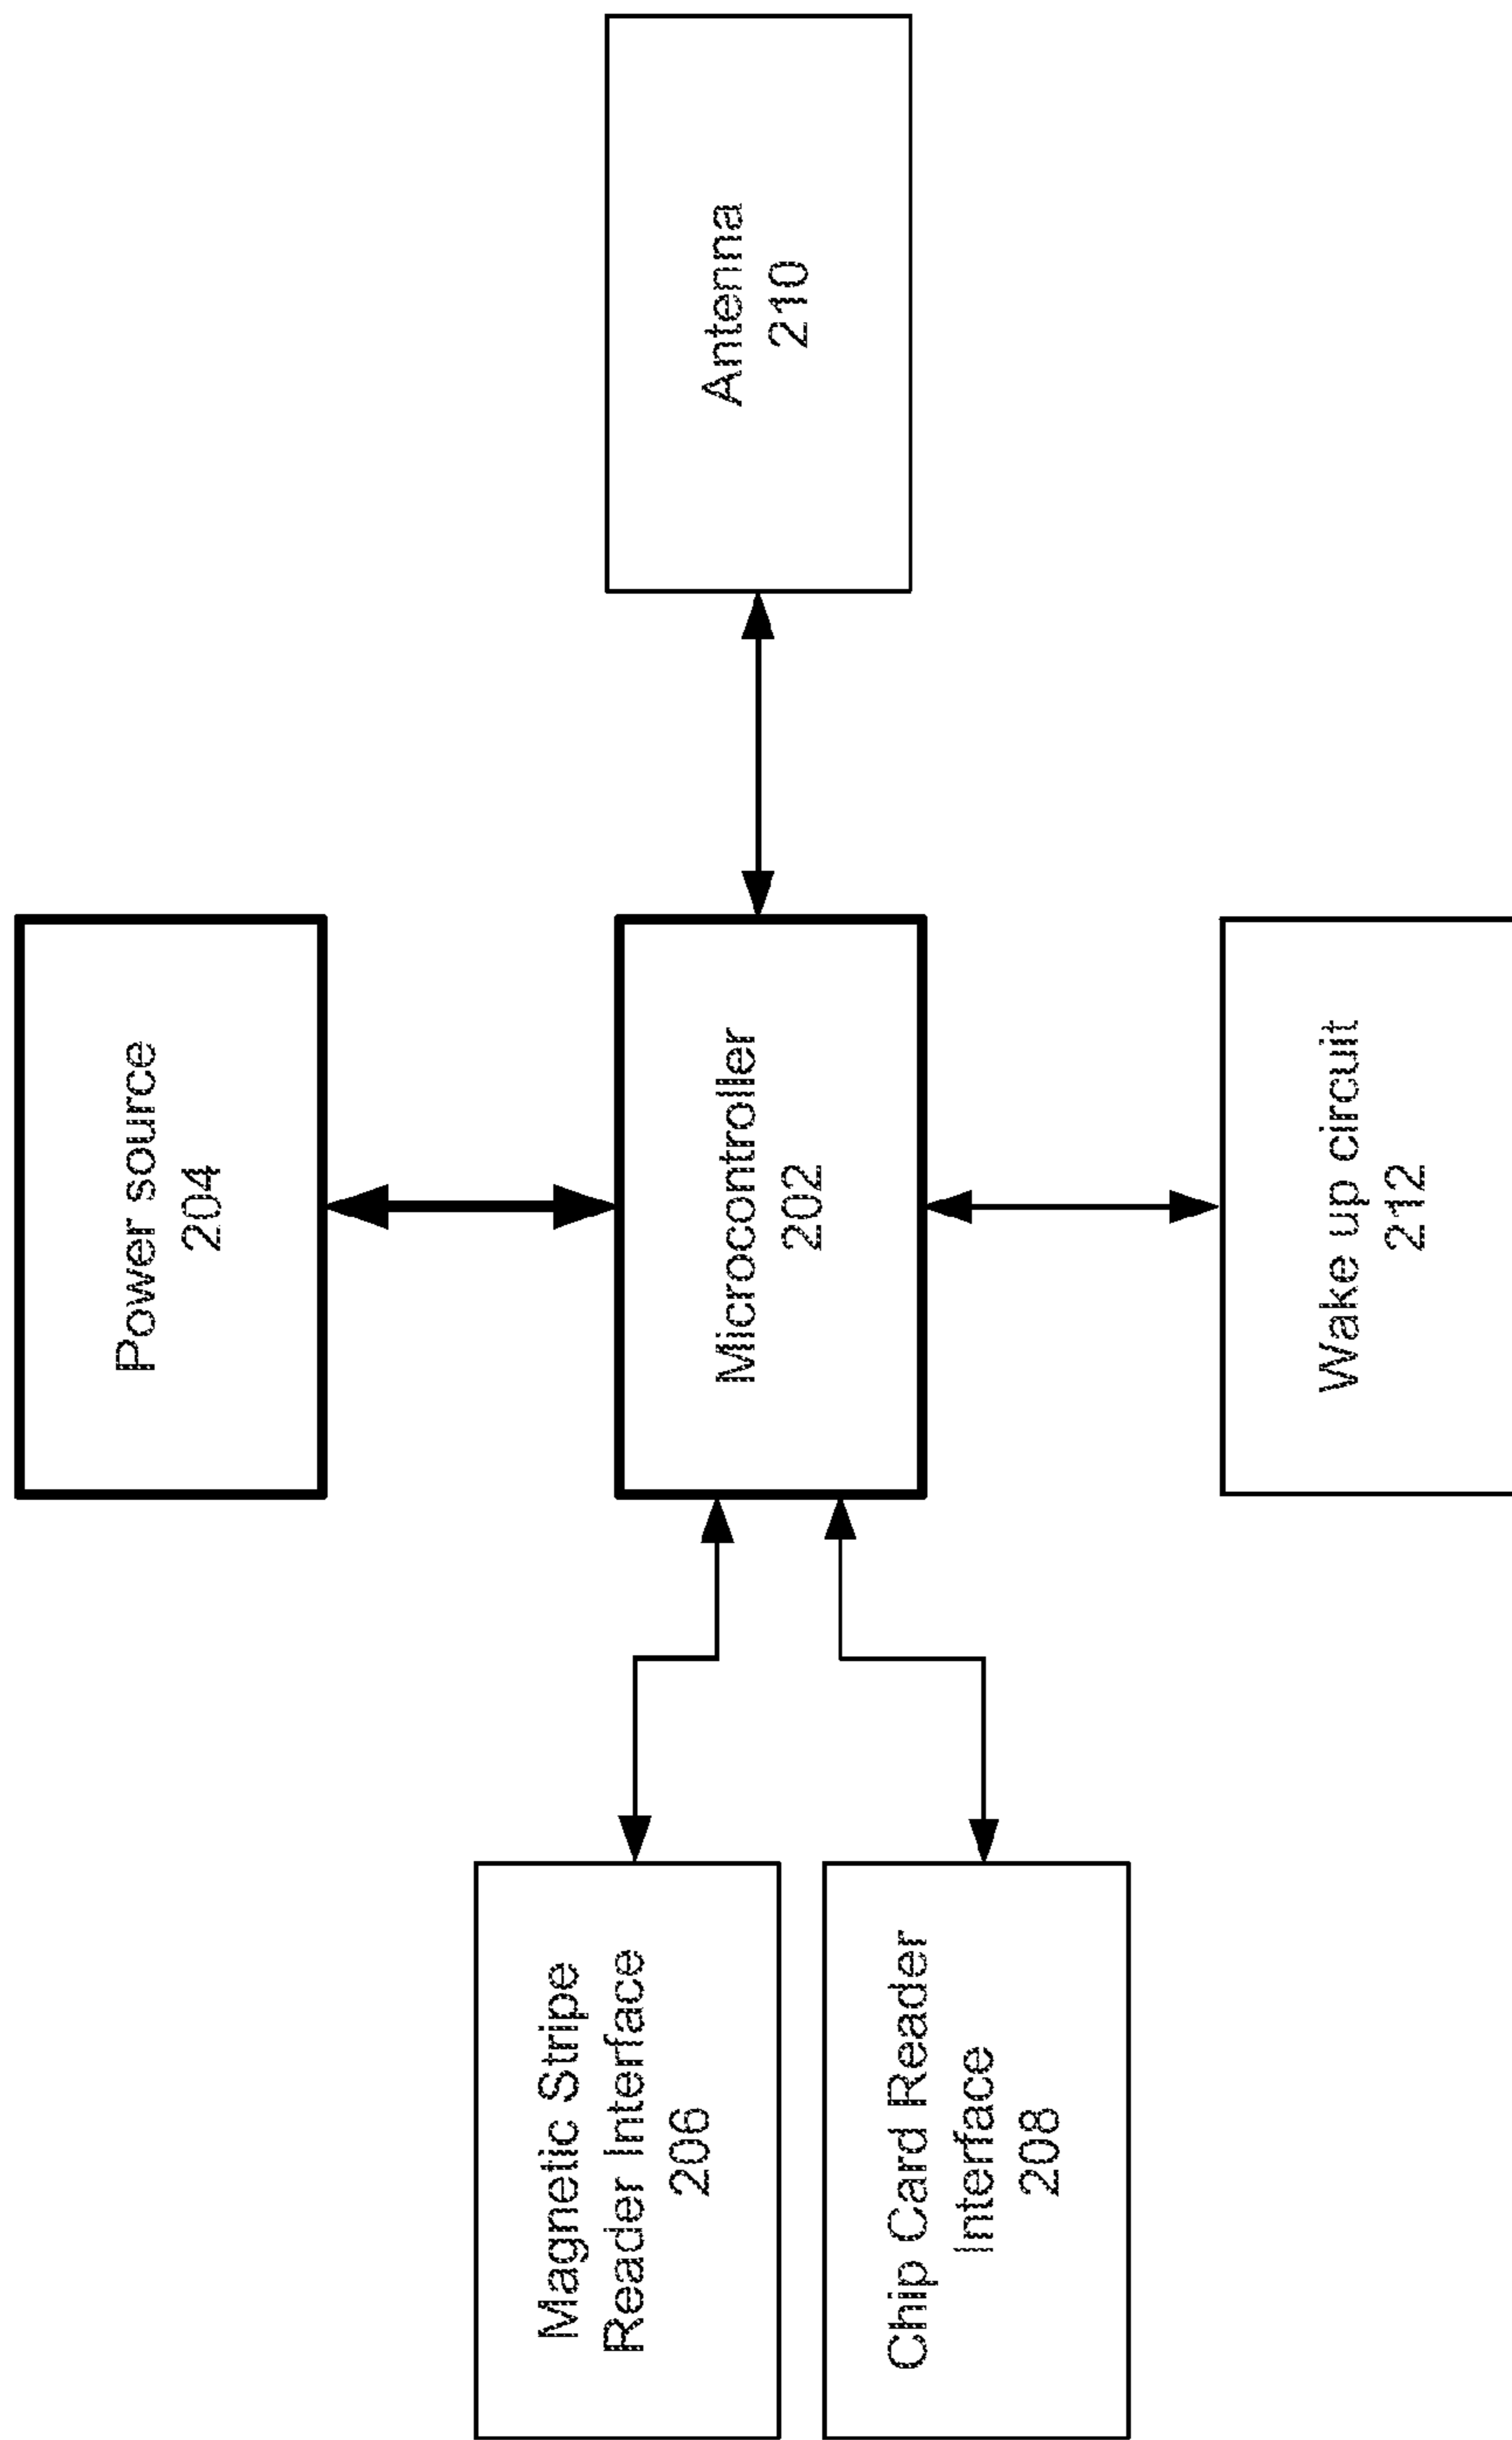 Power source
204
Magnetic Stripe
Reader Interface
206
Chip Card Reader
Interface
208
Microcontroller
202
Antenna
210
Wake up circuit
212